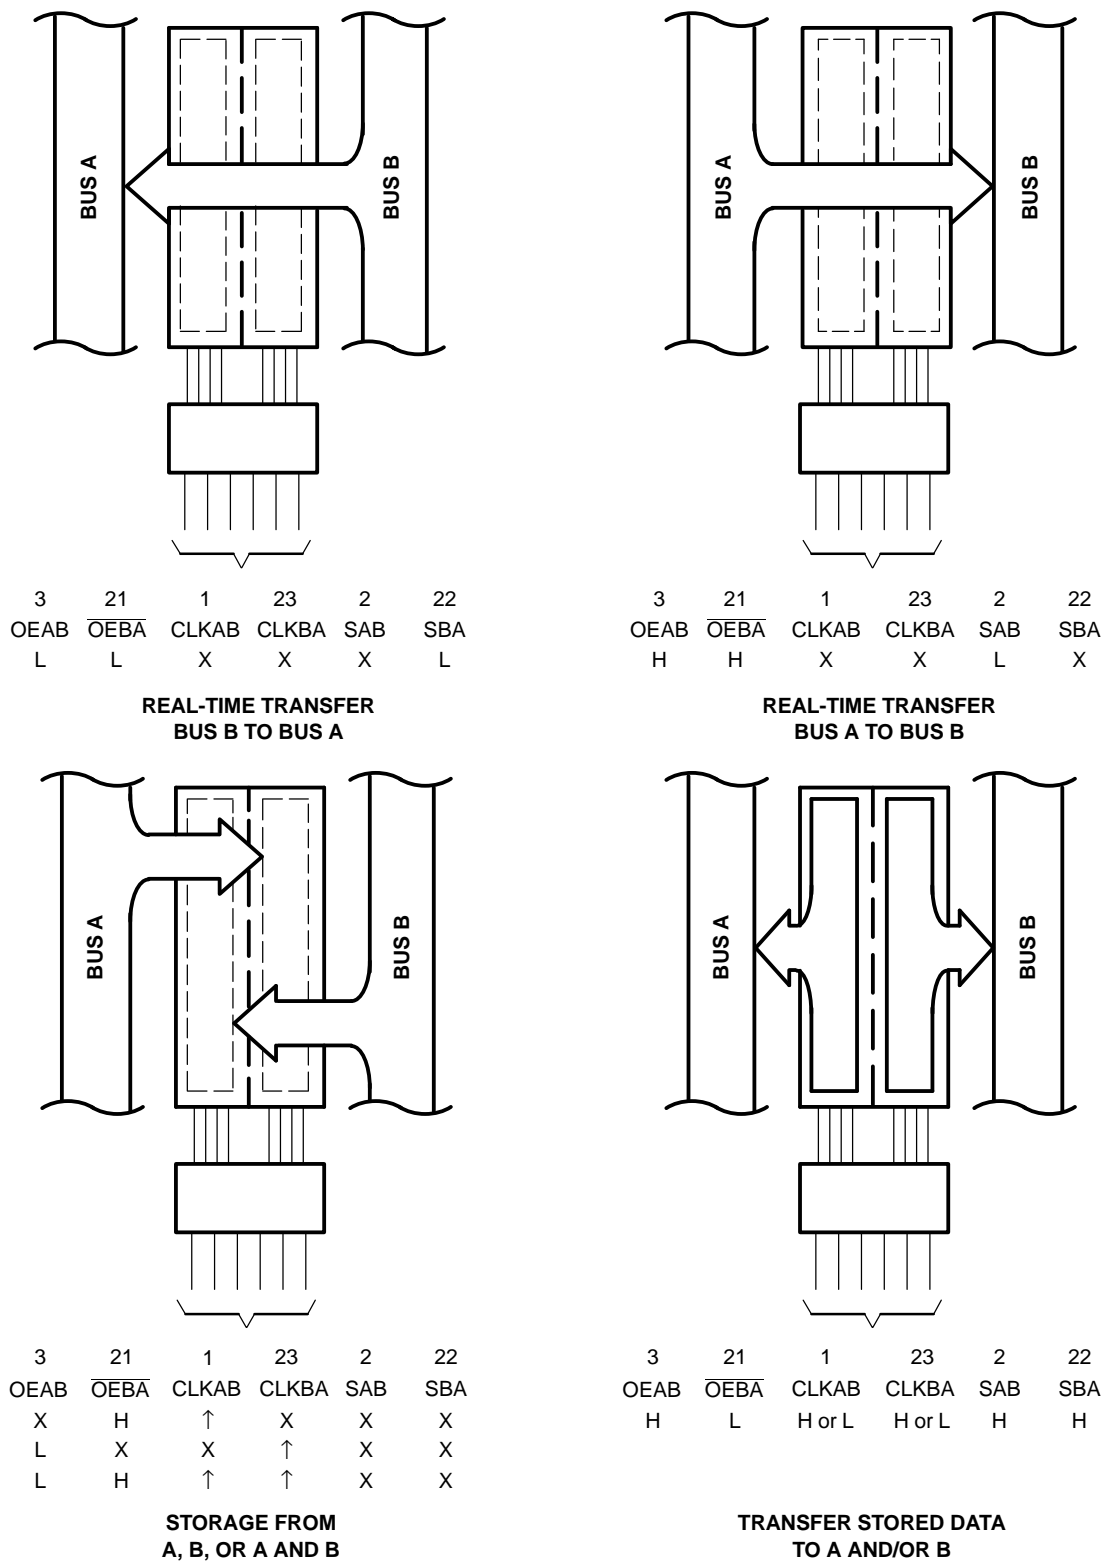 BUS A
BUS B
3 21 1 23 2 22
OEAB OEBA CLKAB CLKBA SAB SBA
L L X X X L
REAL-TIME TRANSFER
BUS B TO BUS A
BUS A
BUS B
3 21 1 23 2 22
OEAB OEBA CLKAB CLKBA SAB SBA
H H X X L X
REAL-TIME TRANSFER
BUS A TO BUS B
BUS A
BUS B
3 21 1 23 2 22
OEAB OEBA CLKAB CLKBA SAB SBA
X H ↑ X X X
L X X ↑ X X
L H ↑ ↑ X X
STORAGE FROM
A, B, OR A AND B
BUS A
BUS B
3 21 1 23 2 22
OEAB OEBA CLKAB CLKBA SAB SBA
H L H or L H or L H H
TRANSFER STORED DATA
TO A AND/OR B